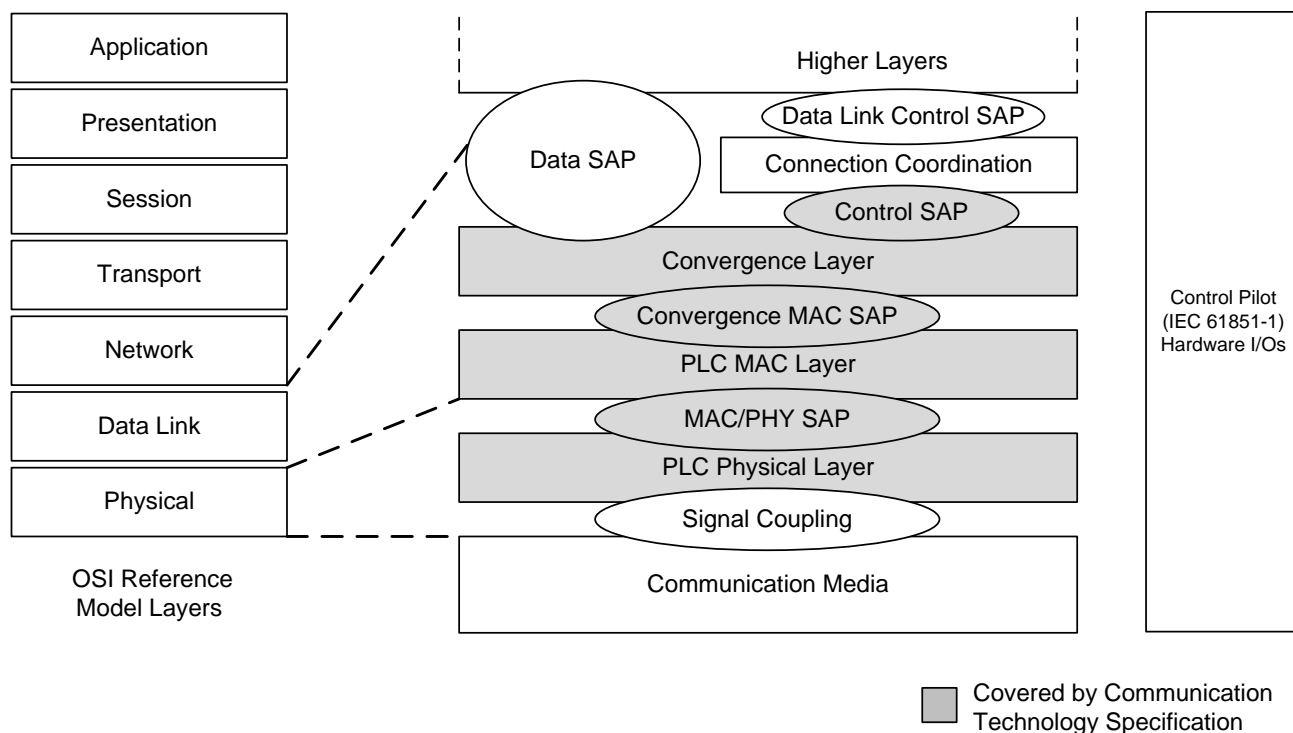 Application
Presentation
Session
Transport
Network
Data Link
Physical
OSI Reference
Model Layers
Higher Layers
Data Link Control SAP
Data SAP
Connection Coordination
Control SAP
Convergence Layer
Convergence MAC SAP
PLC MAC Layer
MAC/PHY SAP
PLC Physical Layer
Signal Coupling
Communication Media
Control Pilot
(IEC 61851-1)
Hardware I/Os
Covered by Communication
Technology Specification